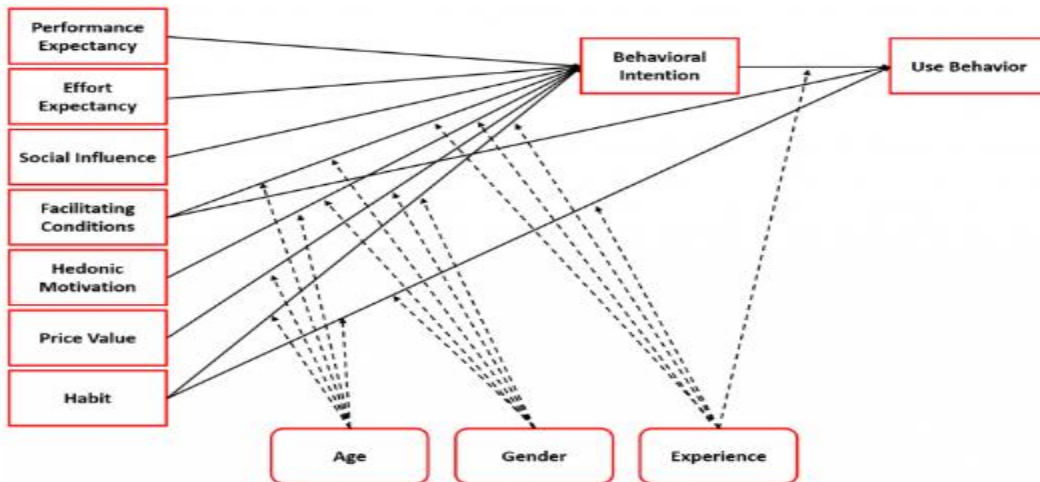 Performance
Expectancy
Effort
Expectancy
Social Influence
Facilitating
Conditions
Hedonic
Motivation
Price Value
Habit
Behavioral
Intention
Use Behavior
Age
Gender
Experience